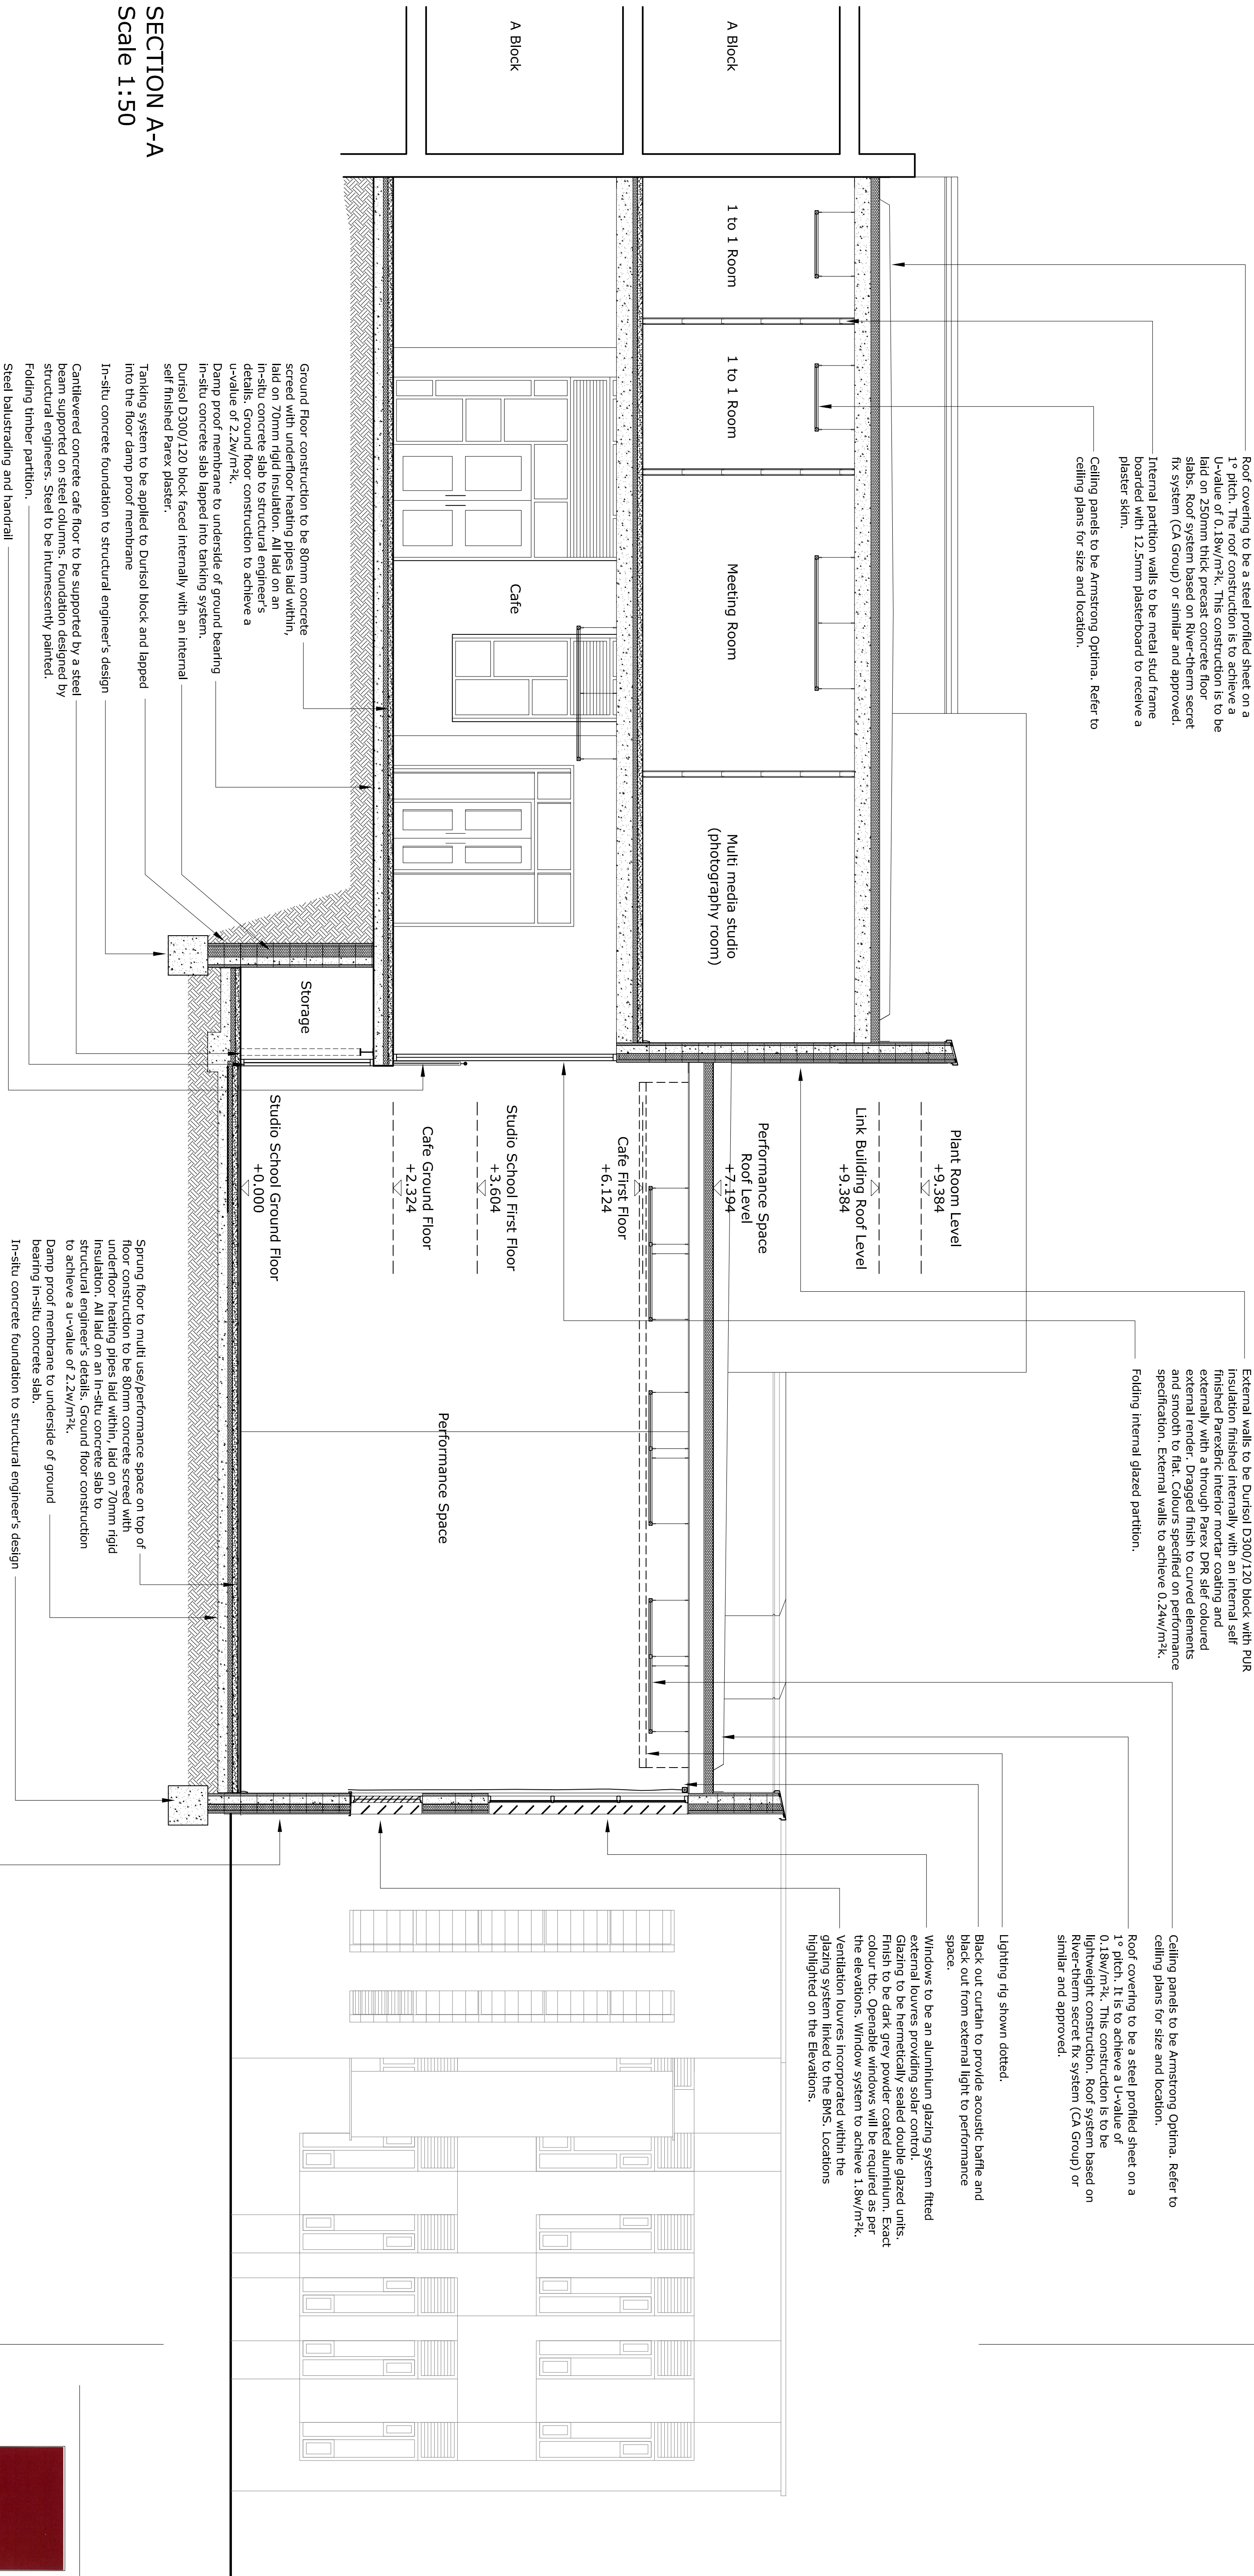 Roof covering to be a steel profiled sheet on a
1° pitch. The roof construction is to achieve a
U-value of 0.18w/m²k. This construction is to be
laid on 250mm thick precast concrete floor
slabs. Roof system based on River-therm secret
fix system (CA Group) or similar and approved.
Internal partition walls to be metal stud frame
boarded with 12.5mm plasterboard to receive a
plaster skim.
Ceiling panels to be Armstrong Optima. Refer to
ceiling plans for size and location.
External walls to be Durisol D300/120 block with PUR
insulation finished internally with an internal self
finished ParexBric interior mortar coating and
externally with a through Parex DPR slef coloured
external render. Dragged finish to curved elements
and smooth to flat. Colours specified on performance
specification. External walls to achieve 0.24w/m²k.
Folding internal glazed partition.
Ceiling panels to be Armstrong Optima. Refer to
ceiling plans for size and location.
Roof covering to be a steel profiled sheet on a
1° pitch. It is to achieve a U-value of
0.18w/m²k. This construction is to be
lightweight construction. Roof system based on
River-therm secret fix system (CA Group) or
similar and approved.
Lighting rig shown dotted.
Black out curtain to provide acoustic baffle and
black out from external light to performance
space.
Windows to be an aluminium glazing system fitted
external louvres providing solar control.
Glazing to be hermetically sealed double glazed units.
Finish to be dark grey powder coated aluminium. Exact
colour tbc. Openable windows will be required as per
the elevations. Window system to achieve 1.8w/m²k.
Ventilation louvres incorporated within the
glazing system linked to the BMS. Locations
highlighted on the Elevations.
Plant Room Level
+9.384
Link Building Roof Level
+9.384
Performance Space
Roof Level
+7.194
Cafe First Floor
+6.124
Studio School First Floor
+3.604
Cafe Ground Floor
+2.324
Studio School Ground Floor
+0.000
A Block
1 to 1 Room
1 to 1 Room
Meeting Room
Multi media studio
(photography room)
A Block
Cafe
Performance Space
Storage
Ground Floor construction to be 80mm concrete
screed with underfloor heating pipes laid within,
laid on 70mm rigid insulation. All laid on an
in-situ concrete slab to structural engineer's
details. Ground floor construction to achieve a
u-value of 2.2w/m²k.
Damp proof membrane to underside of ground bearing
in-situ concrete slab lapped into tanking system.
Durisol D300/120 block faced internally with an internal
self finished Parex plaster.
Tanking system to be applied to Durisol block and lapped
into the floor damp proof membrane
In-situ concrete foundation to structural engineer's design
Cantilevered concrete cafe floor to be supported by a steel
beam supported on steel columns. Foundation designed by
structural engineers. Steel to be intumescently painted.
Folding timber partition.
Steel balustrading and handrail
Sprung floor to multi use/performance space on top of
floor construction to be 80mm concrete screed with
underfloor heating pipes laid within, laid on 70mm rigid
insulation. All laid on an in-situ concrete slab to
structural engineer's details. Ground floor construction
to achieve a u-value of 2.2w/m²k.
Damp proof membrane to underside of ground
bearing in-situ concrete slab.
In-situ concrete foundation to structural engineer's design
SECTION A-A
Scale 1:50